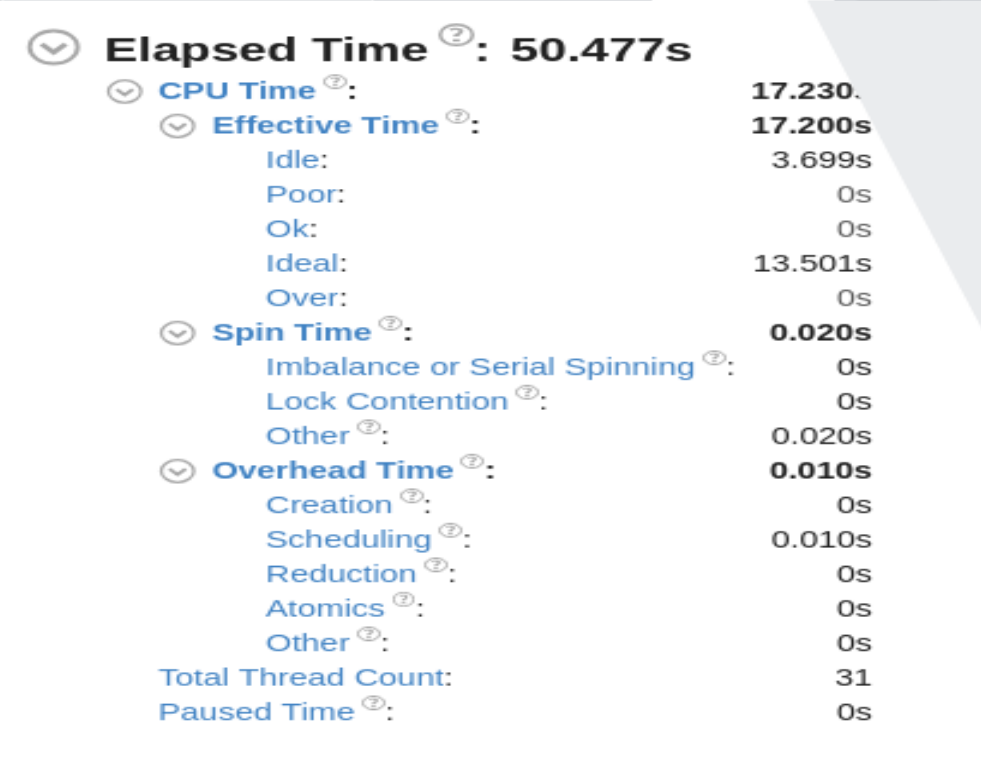 Elapsed Time ?: 50.477s
CPU Time ?: 17.230
Effective Time ?: 17.200s
Idle: 3.699s
Poor: 0s
Ok: 0s
Ideal: 13.501s
Over: 0s
Spin Time ?: 0.020s
Imbalance or Serial Spinning ?: 0s
Lock Contention ?: 0s
Other ?: 0.020s
Overhead Time ?: 0.010s
Creation ?: 0s
Scheduling ?: 0.010s
Reduction ?: 0s
Atomics ?: 0s
Other ?: 0s
Total Thread Count: 31
Paused Time ?: 0s